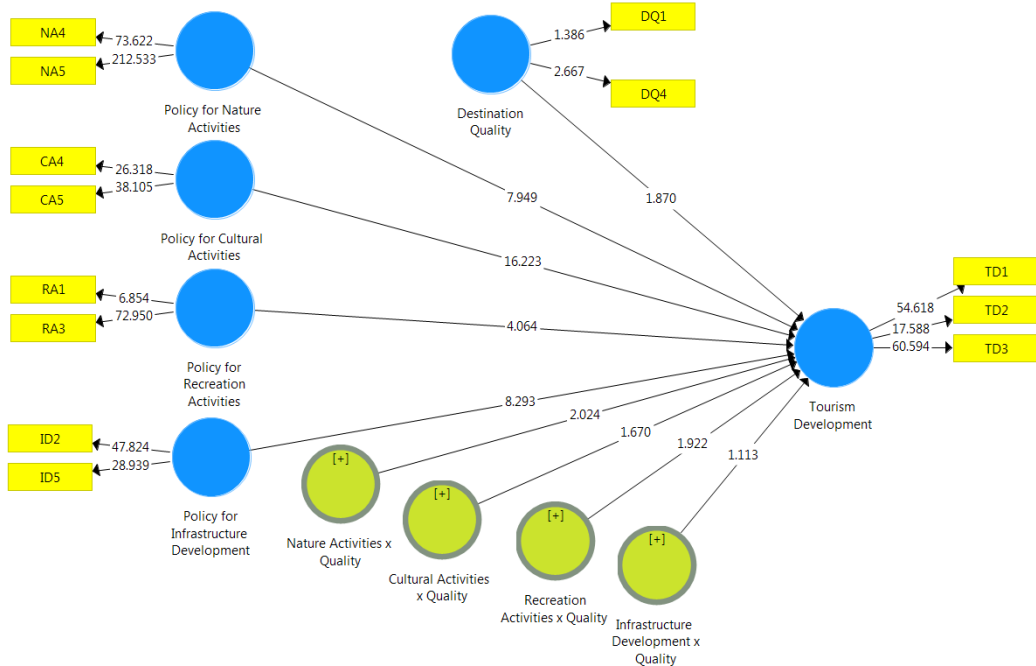 NA4
73.622
212.533
NA5
Policy for Nature
Activities
DQ1
1.386
2.667
DQ4
Destination
Quality
CA4
26.318
38.105
CA5
Policy for Cultural
Activities
7.949
1.870
16.223
RA1
6.854
72.950
RA3
Policy for
Recreation
Activities
4.064
TD1
54.618
17.588
TD2
60.594
TD3
Tourism
Development
ID2
47.824
28.939
ID5
Policy for
Infrastructure
Development
8.293
2.024
1.670
1.922
1.113
[+]
Nature Activities x
Quality
[+]
Cultural Activities
x Quality
[+]
Recreation
Activities x Quality
[+]
Infrastructure
Development x
Quality